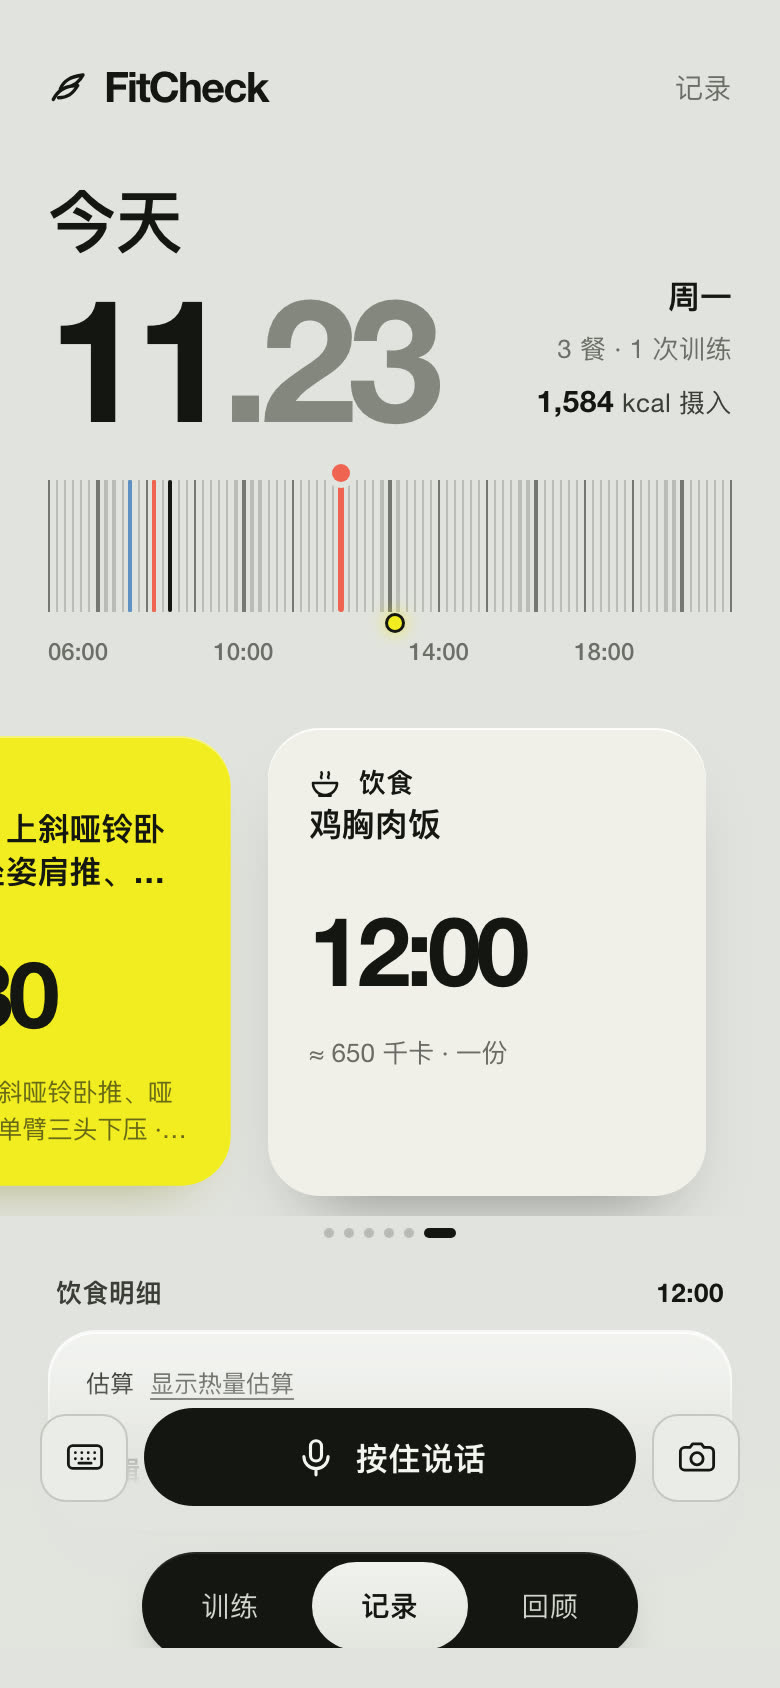 FitCheck
记录
今天
11.23
周一
3 餐 · 1 次训练
1,584 kcal 摄入
06:00 10:00 14:00 18:00
上斜哑铃卧
姿肩推、...
30
斜哑铃卧推、哑
单臂三头下压 ·...
饮食
鸡胸肉饭
12:00
≈ 650 千卡 · 一份
饮食明细
12:00
估算 显示热量估算
按住说话
训练 记录 回顾